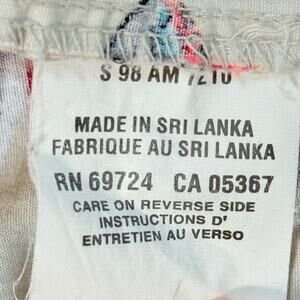 S 98 AM /210
MADE IN SRI LANKA
FABRIQUE AU SRI LANKA
RN 69724 CA 05367
CARE ON REVERSE SIDE
INSTRUCTIONS D'
ENTRETIEN AU VERSO